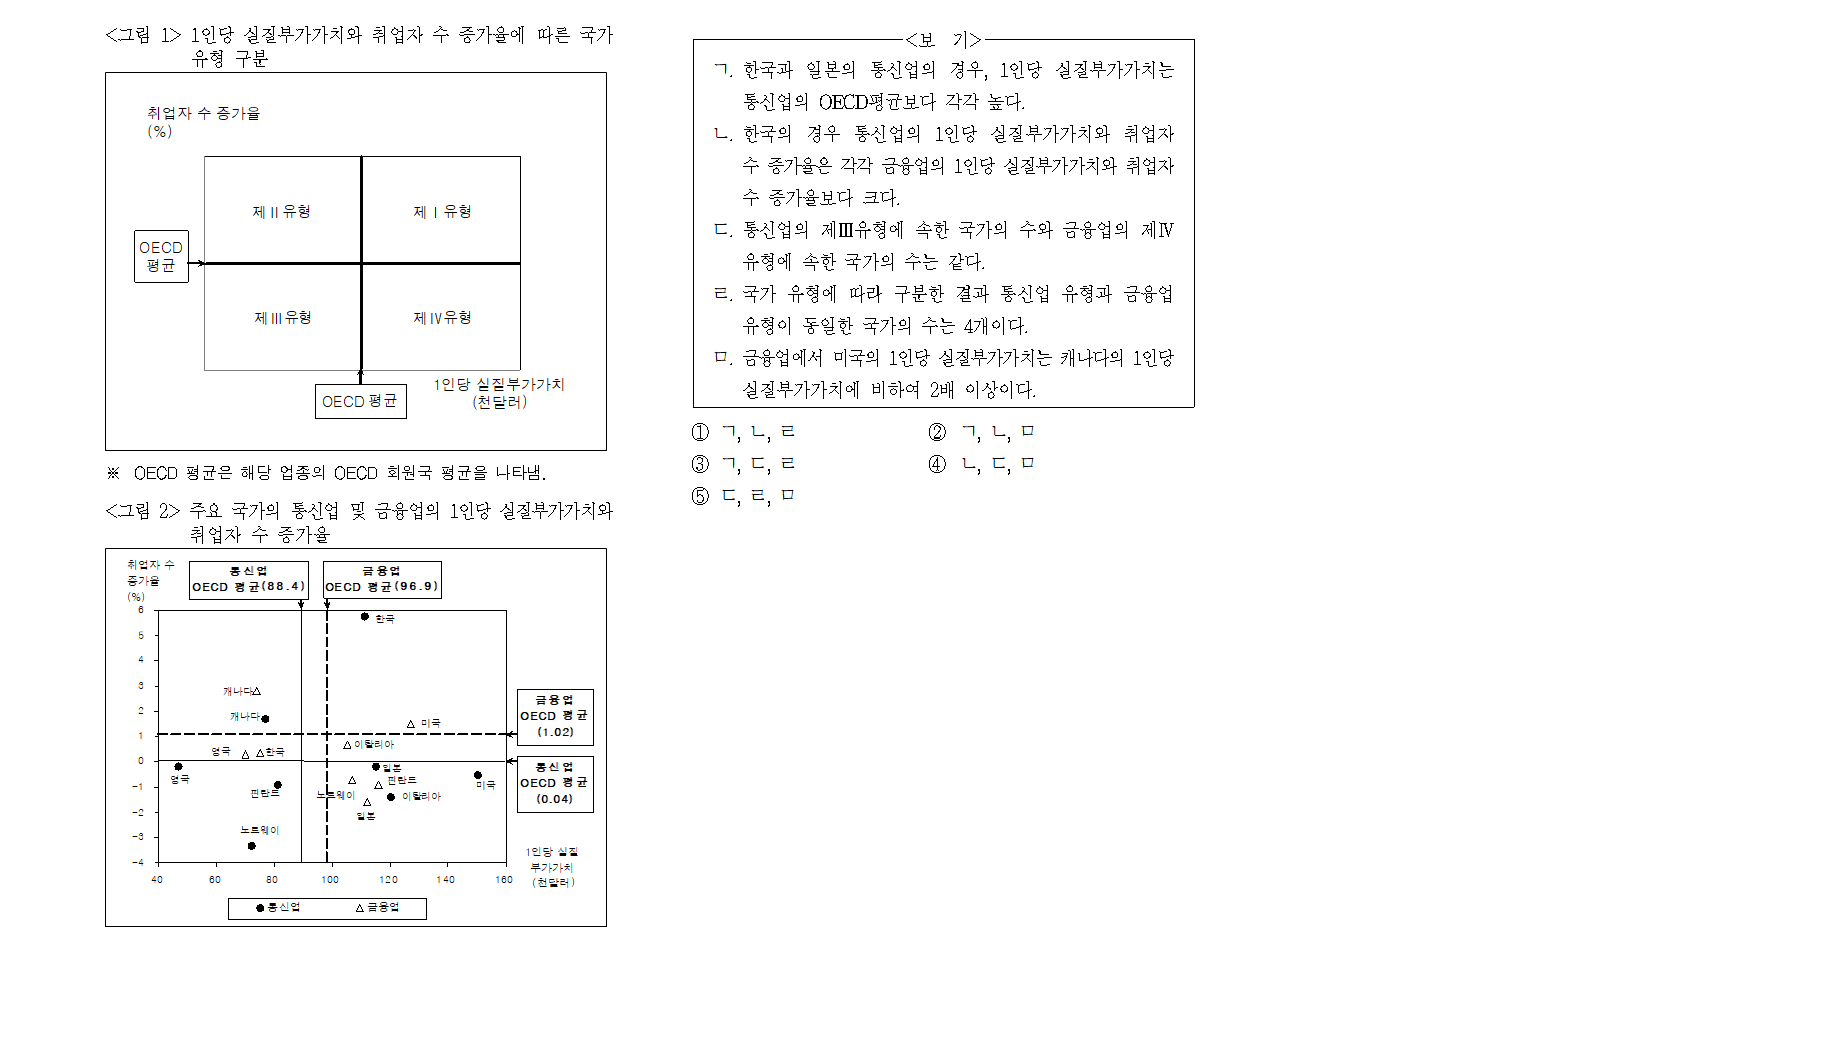 <그림 1> 1인당 실질부가가치와 취업자 수 증가율에 따른 국가
유형 구분
취업자 수 증가율
(%)
제Ⅱ유형
제Ⅰ유형
OECD
평균
제Ⅲ유형
제Ⅳ유형
1인당 실질부가가치
(천달러)
OECD 평균
※ OECD 평균은 해당 업종의 OECD 회원국 평균을 나타냄.
<그림 2> 주요 국가의 통신업 및 금융업의 1인당 실질부가가치와
취업자 수 증가율
취업자 수
증가율
(%)
통신업
OECD 평균(88.4)
금융업
OECD 평균(96.9)
6
한국
5
4
3
캐나다
2
캐나다
미국
금융업
OECD 평균
(1.02)
1
이탈리아
영국
한국
0
일본
영국
핀란드
미국
통신업
OECD 평균
(0.04)
-1
핀란드
노르웨이
이탈리아
-2
일본
노르웨이
-3
-4
40 60 80 100 120 140 160
1인당 실질
부가가치
(천달러)
●통신업 △금융업
<보 기>
ㄱ. 한국과 일본의 통신업의 경우, 1인당 실질부가가치는
통신업의 OECD평균보다 각각 높다.
ㄴ. 한국의 경우 통신업의 1인당 실질부가가치와 취업자
수 증가율은 각각 금융업의 1인당 실질부가가치와 취업자
수 증가율보다 크다.
ㄷ. 통신업의 제Ⅲ유형에 속한 국가의 수와 금융업의 제Ⅳ
유형에 속한 국가의 수는 같다.
ㄹ. 국가 유형에 따라 구분한 결과 통신업 유형과 금융업
유형이 동일한 국가의 수는 4개이다.
ㅁ. 금융업에서 미국의 1인당 실질부가가치는 캐나다의 1인당
실질부가가치에 비하여 2배 이상이다.
① ㄱ, ㄴ, ㄹ ② ㄱ, ㄴ, ㅁ
③ ㄱ, ㄷ, ㄹ ④ ㄴ, ㄷ, ㅁ
⑤ ㄷ, ㄹ, ㅁ